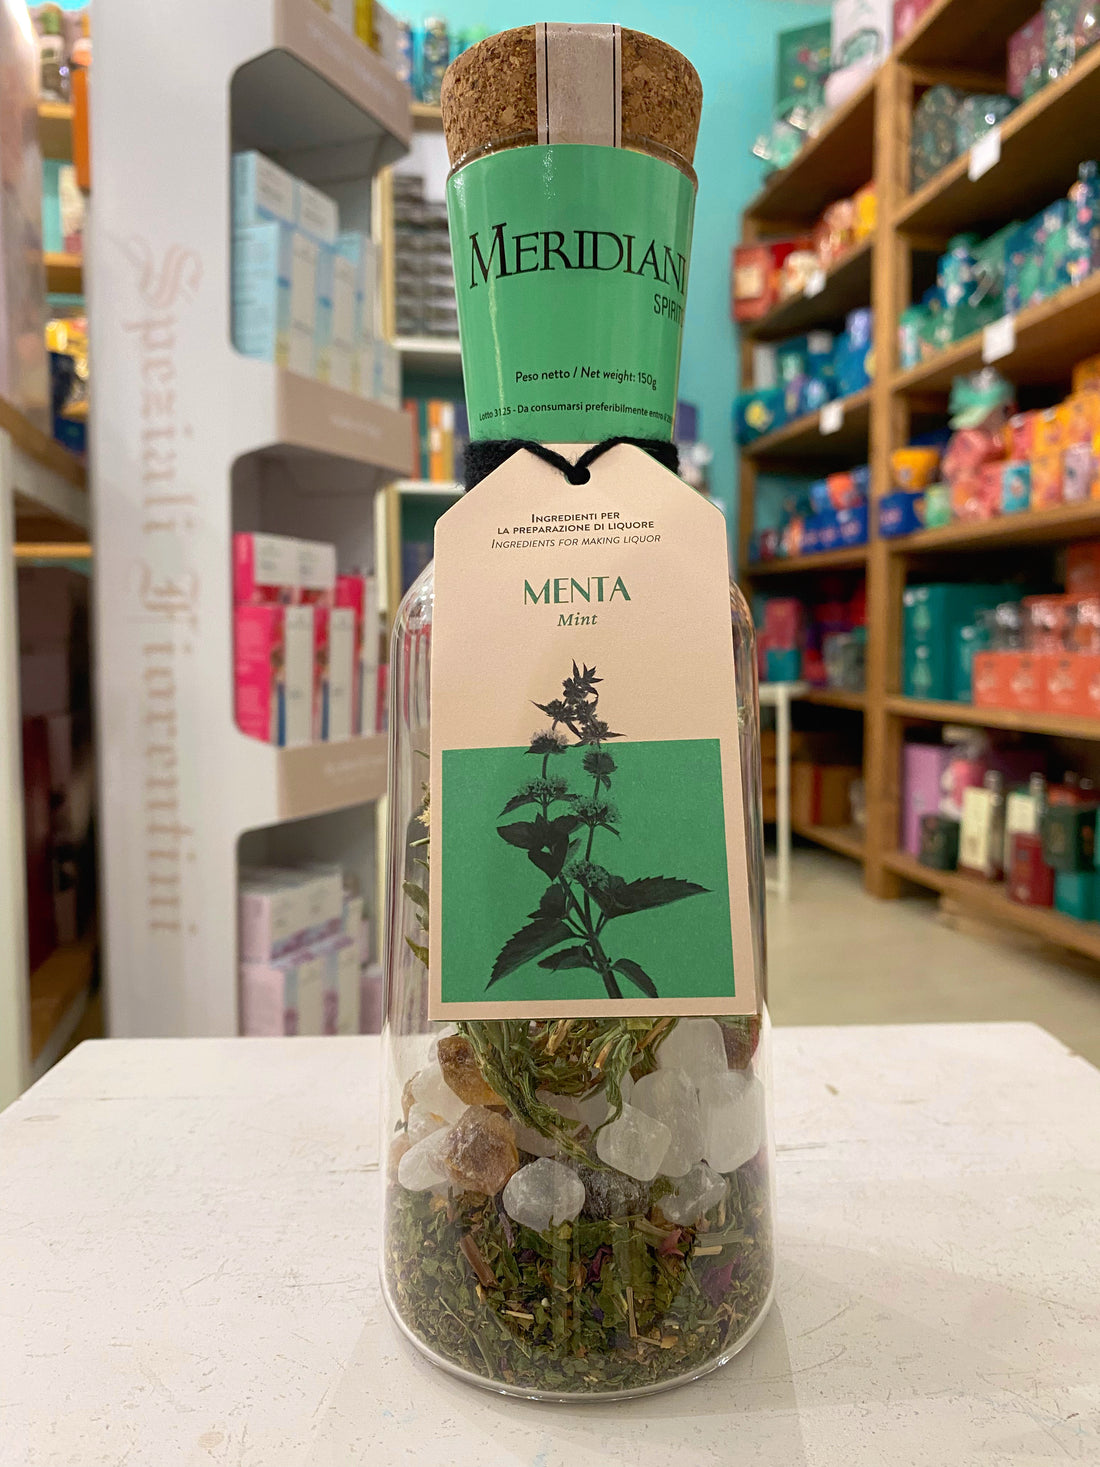 MERIDIANI
SPIRITS
Peso netto / Net weight: 150g
Lotto 31.25 - Da consumarsi preferibilmente entro il
INGREDIENTI PER
LA PREPARAZIONE DI LIQUORE
INGREDIENTS FOR MAKING LIQUOR
MENTA
Mint
Speziali Fiorentini